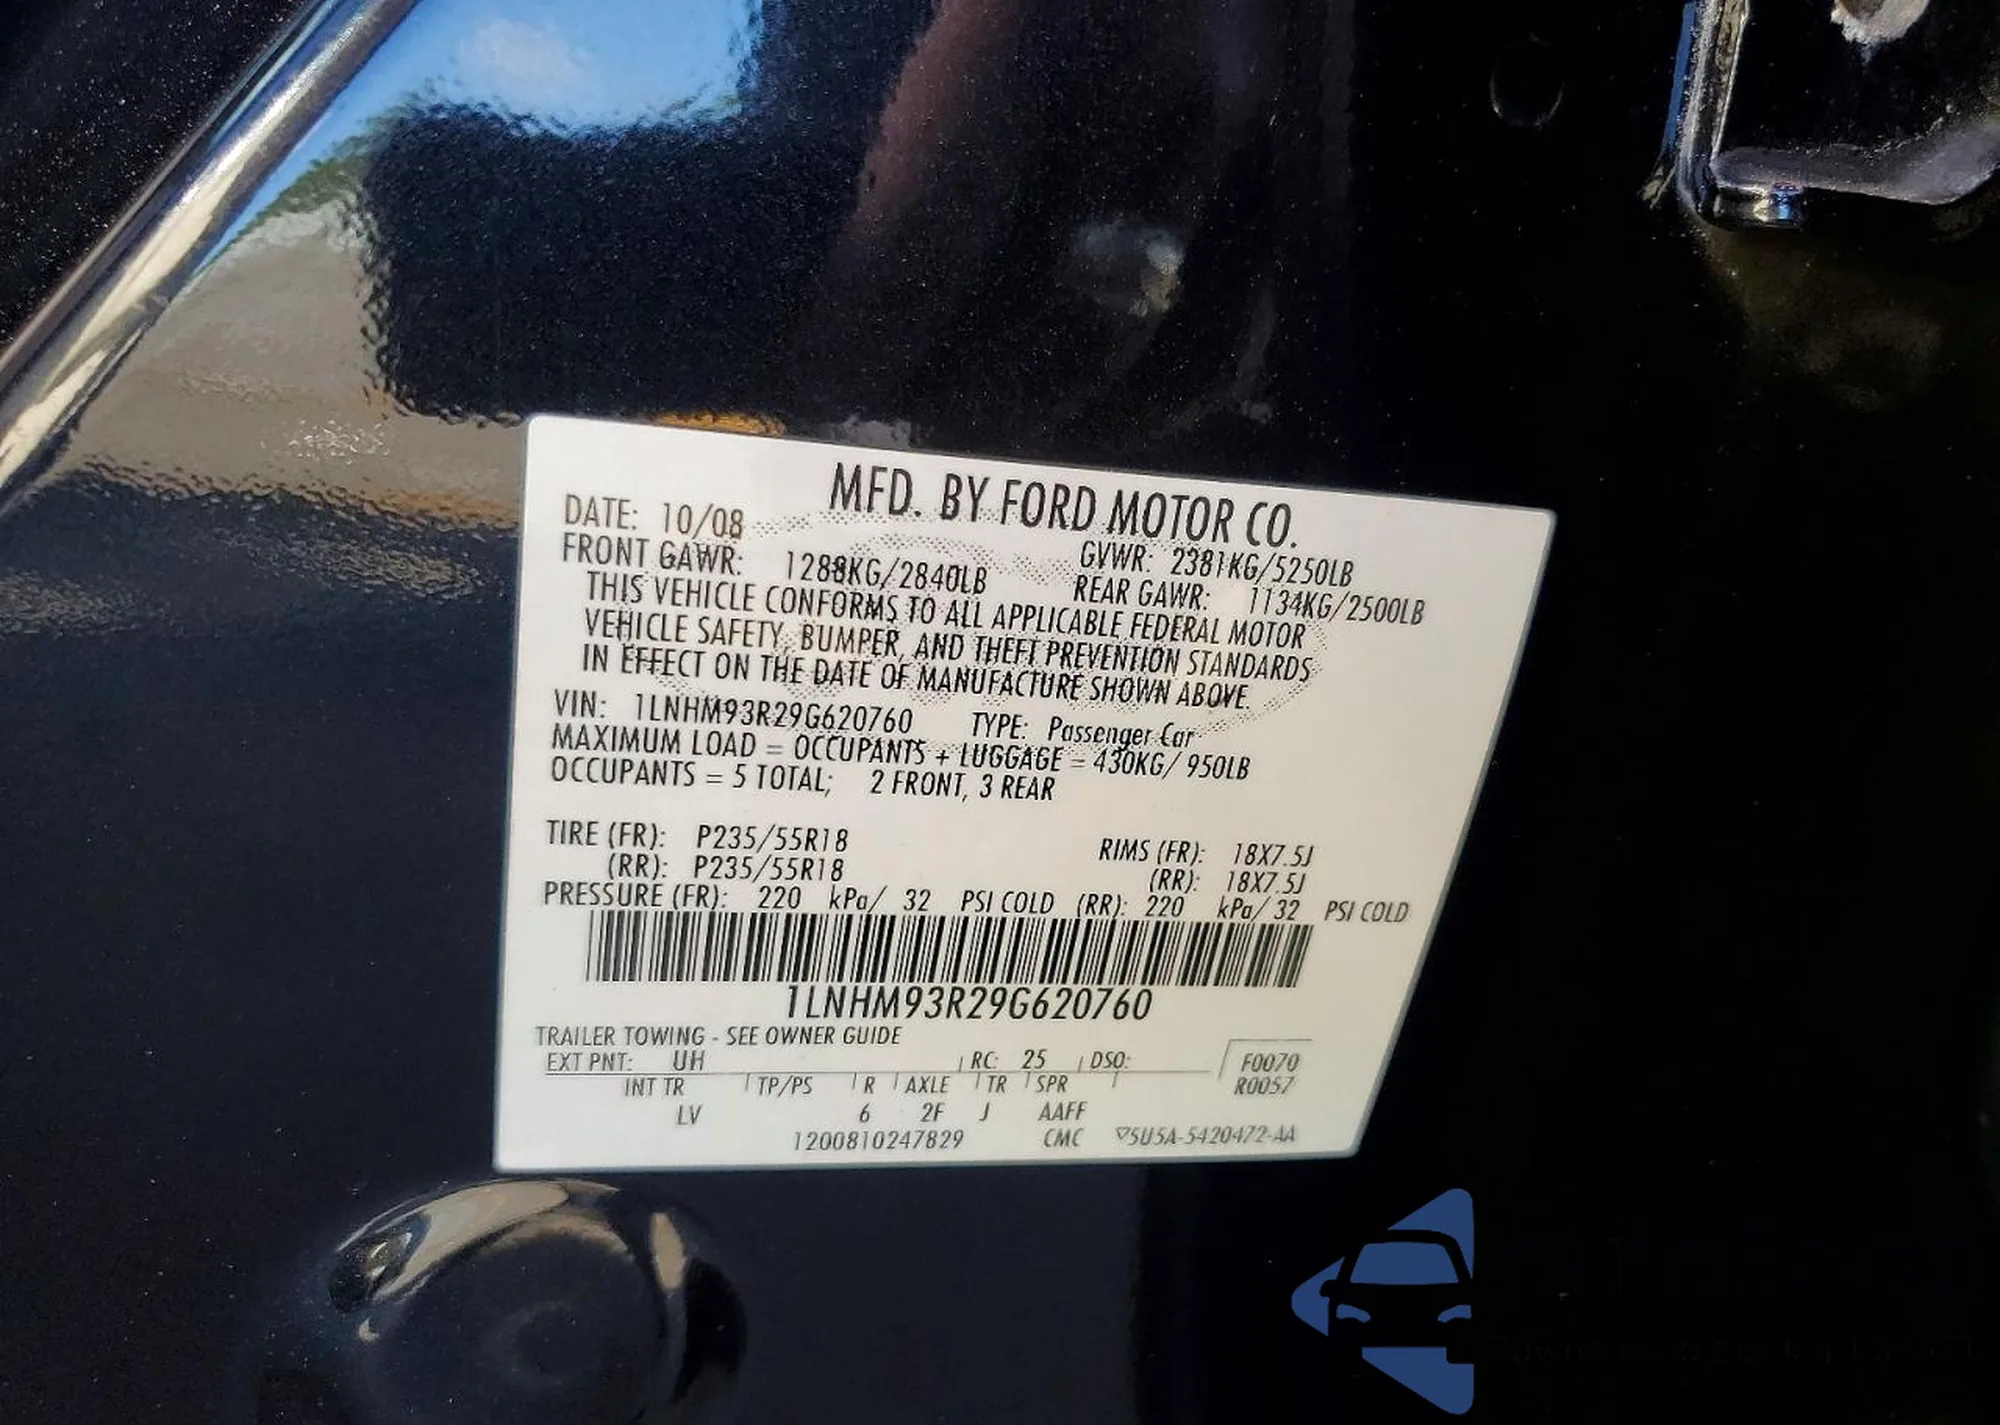 MFD. BY FORD MOTOR CO.
DATE: 10/08
GVWR: 2381KG/5250LB
FRONT GAWR: 1288KG/2840LB
REAR GAWR: 1134KG/2500LB
THIS VEHICLE CONFORMS TO ALL APPLICABLE FEDERAL MOTOR
VEHICLE SAFETY, BUMPER, AND THEFT PREVENTION STANDARDS
IN EFFECT ON THE DATE OF MANUFACTURE SHOWN ABOVE.
VIN: 1LNHM93R29G620760 TYPE: Passenger Car
MAXIMUM LOAD = OCCUPANTS + LUGGAGE = 430KG/ 950LB
OCCUPANTS = 5 TOTAL; 2 FRONT, 3 REAR
TIRE (FR): P235/55R18 RIMS (FR): 18X7.5J
(RR): P235/55R18 (RR): 18X7.5J
PRESSURE (FR): 220 kPa/ 32 PSI COLD (RR): 220 kPa/ 32 PSI COLD
1LNHM93R29G620760
TRAILER TOWING - SEE OWNER GUIDE
EXT PNT: UH RC: 25 DSO: F0070
INT TR TP/PS R AXLE TR SPR R0057
LV 6 2F J AAFF
1200810247829 CMC ▽5U5A-5420472-AA